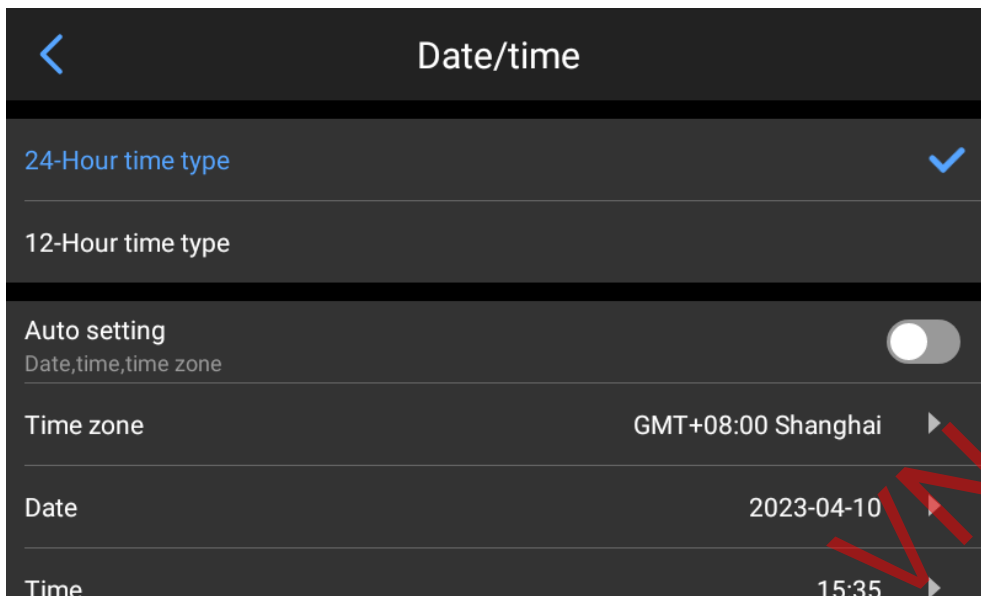 Date/time
24-Hour time type
12-Hour time type
Auto setting
Date,time,time zone
Time zone GMT+08:00 Shanghai
Date 2023-04-10
Time 15:35
VN